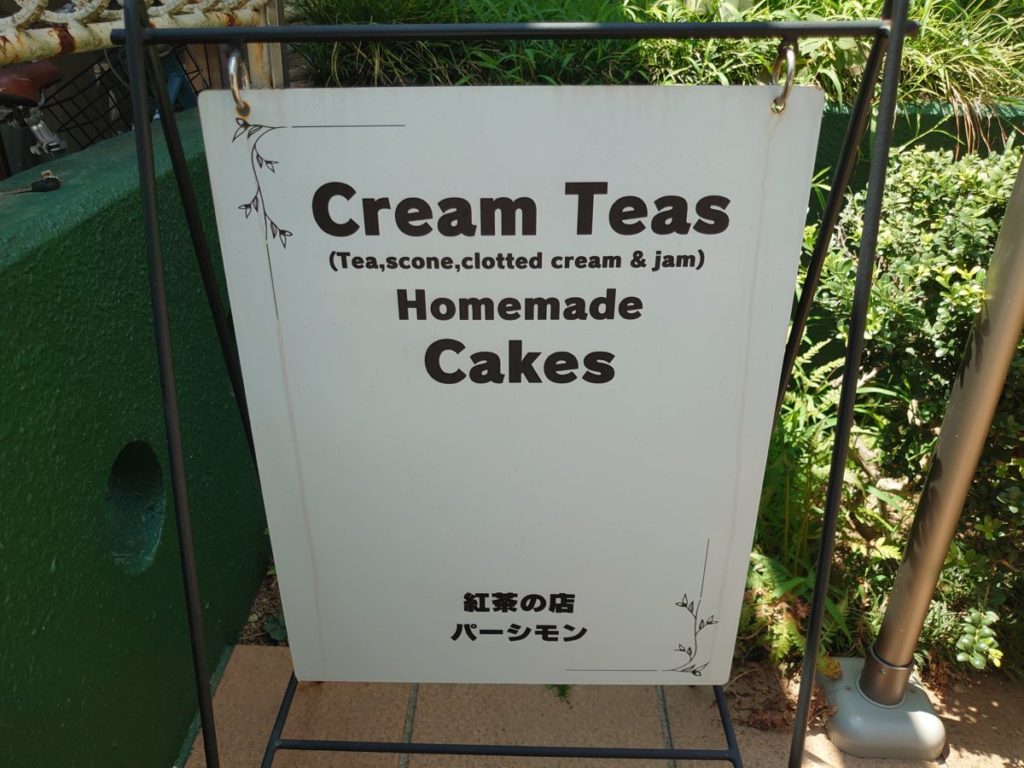 Cream Teas
(Tea,scone,clotted cream & jam)
Homemade
Cakes
紅茶の店
パーシモン